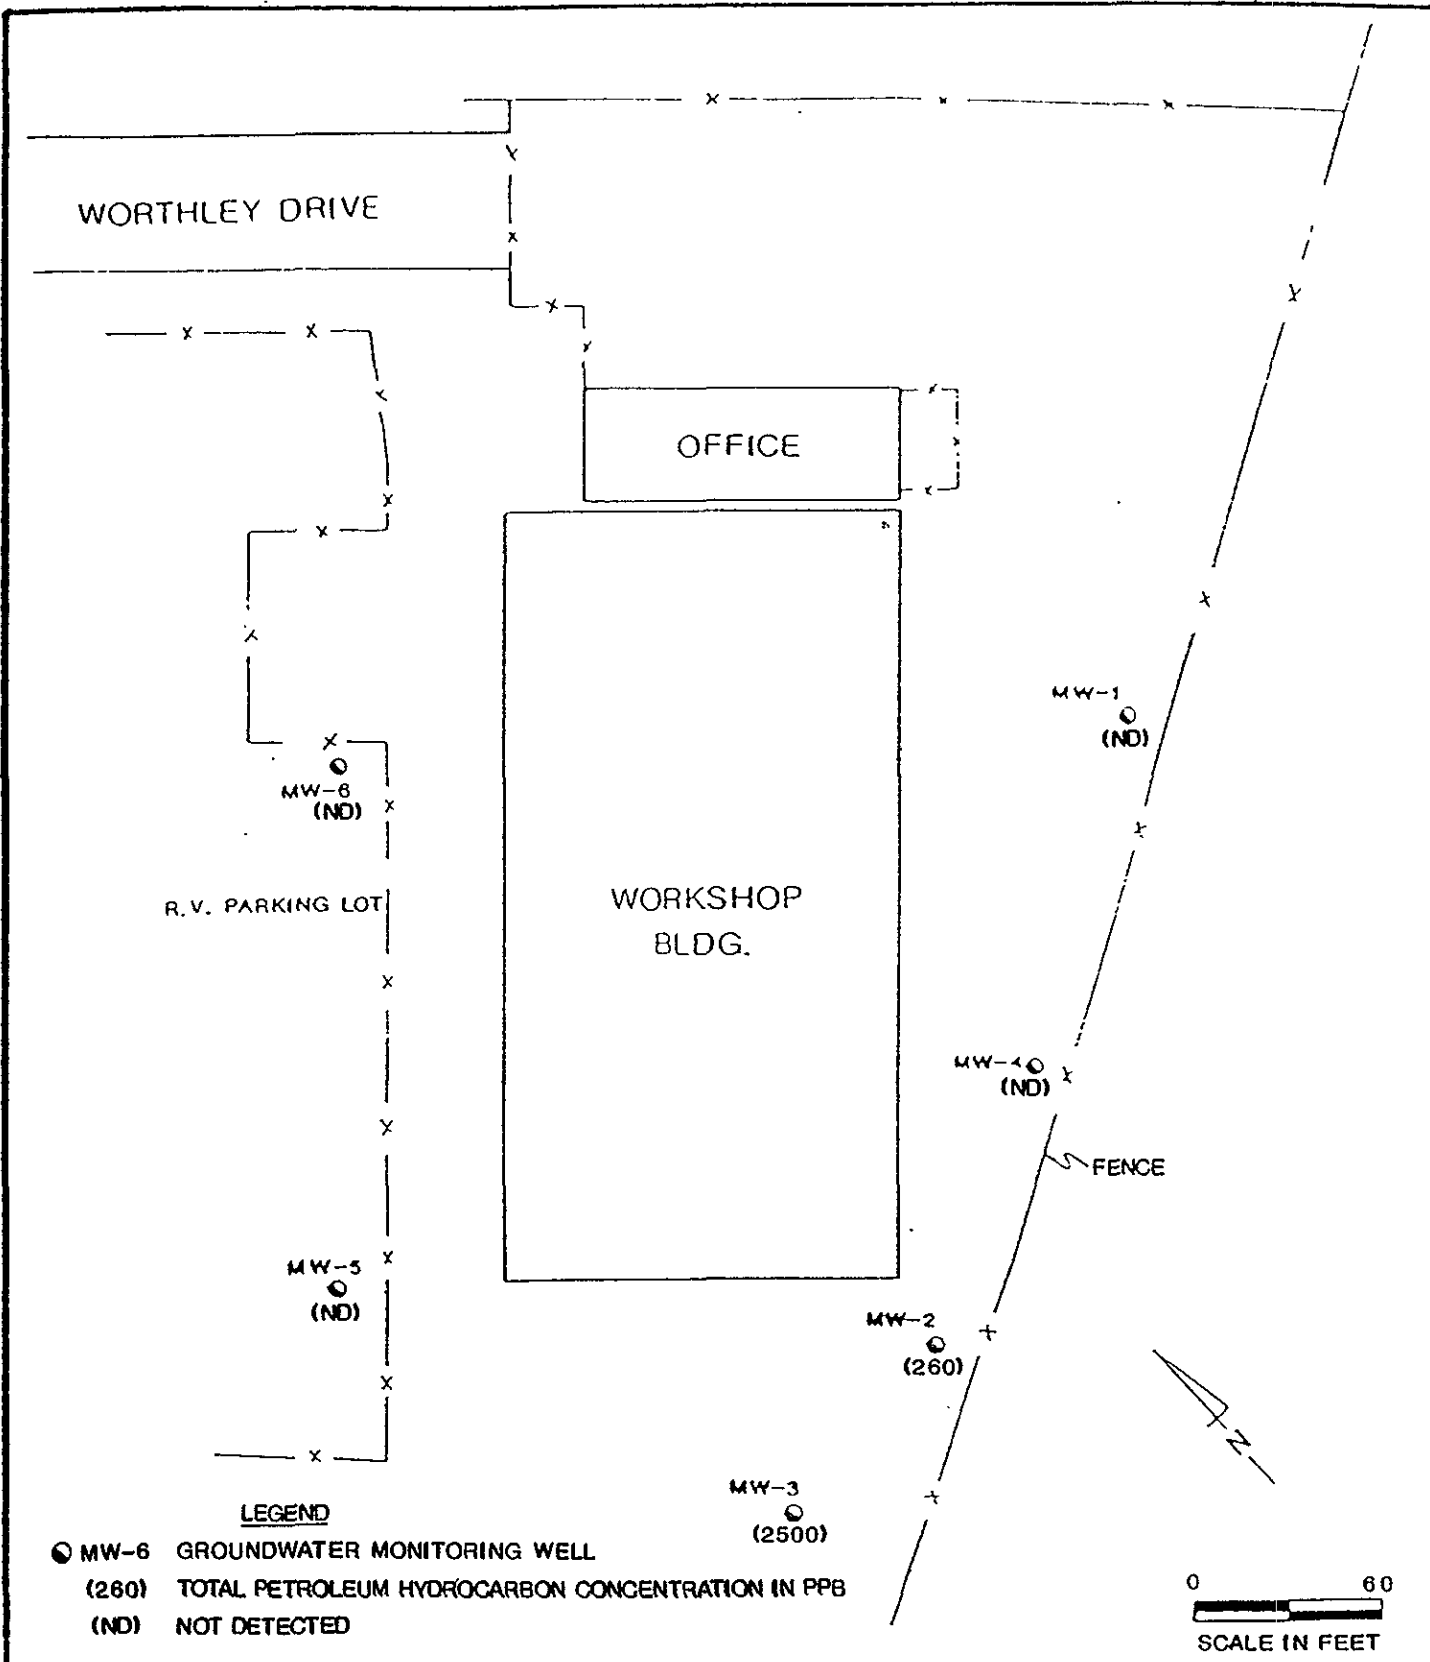 WORTHLEY DRIVE
OFFICE
MW-1
(ND)
MW-6
(ND)
R.V. PARKING LOT
WORKSHOP
BLDG.
MW-4
(ND)
FENCE
MW-5
(ND)
MW-2
(260)
N
MW-3
(2500)
LEGEND
MW-6 GROUNDWATER MONITORING WELL
(260) TOTAL PETROLEUM HYDROCARBON CONCENTRATION IN PPB
(ND) NOT DETECTED
0 60
SCALE IN FEET